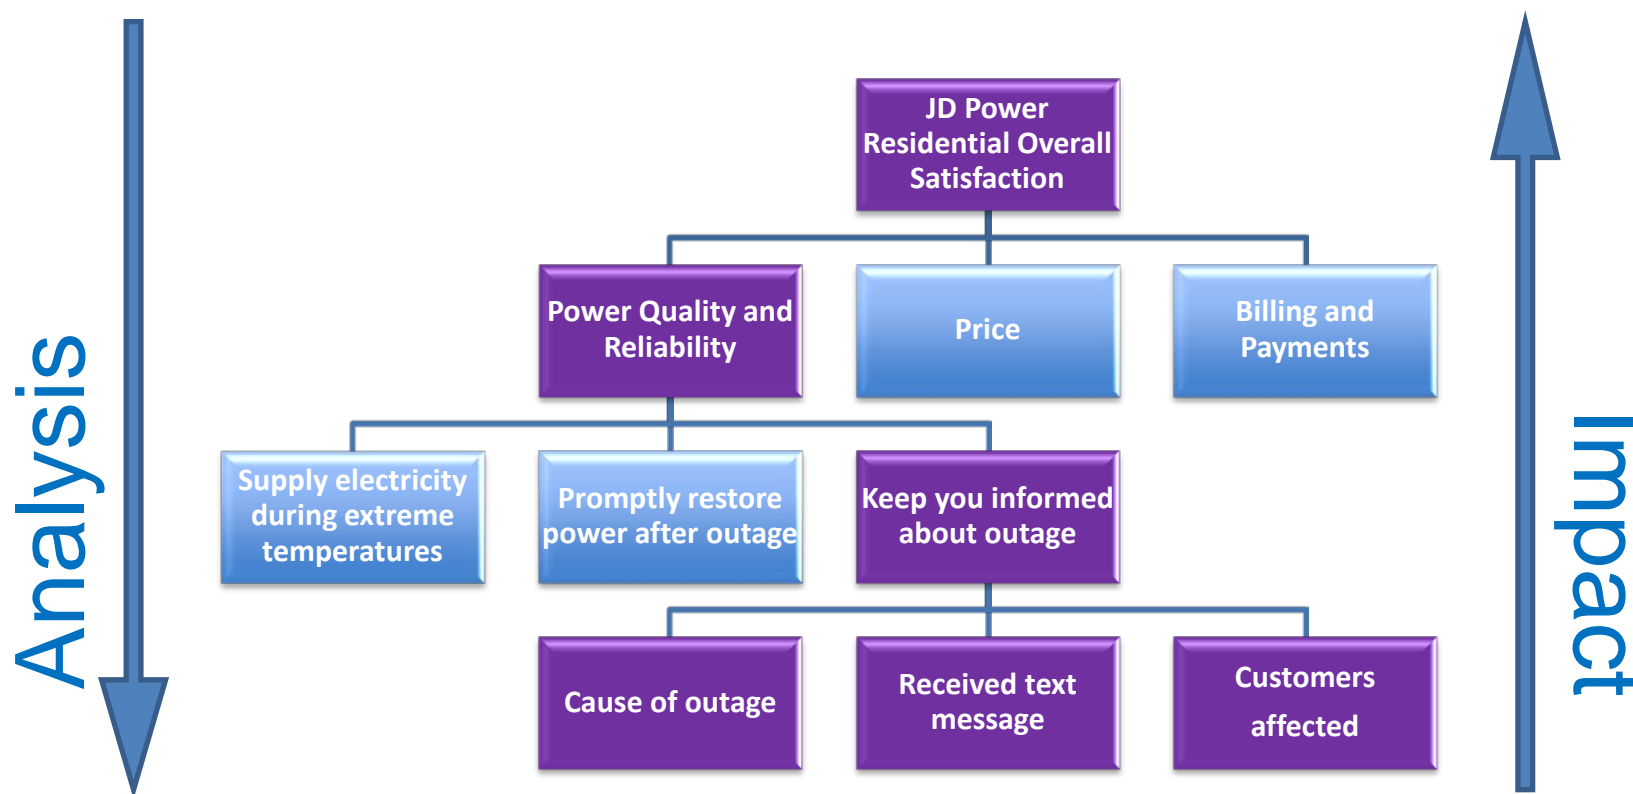 Analysis
JD Power
Residential Overall
Satisfaction
Power Quality and
Reliability
Price
Billing and
Payments
Supply electricity
during extreme
temperatures
Promptly restore
power after outage
Keep you informed
about outage
Cause of outage
Received text
message
Customers
affected
Impact